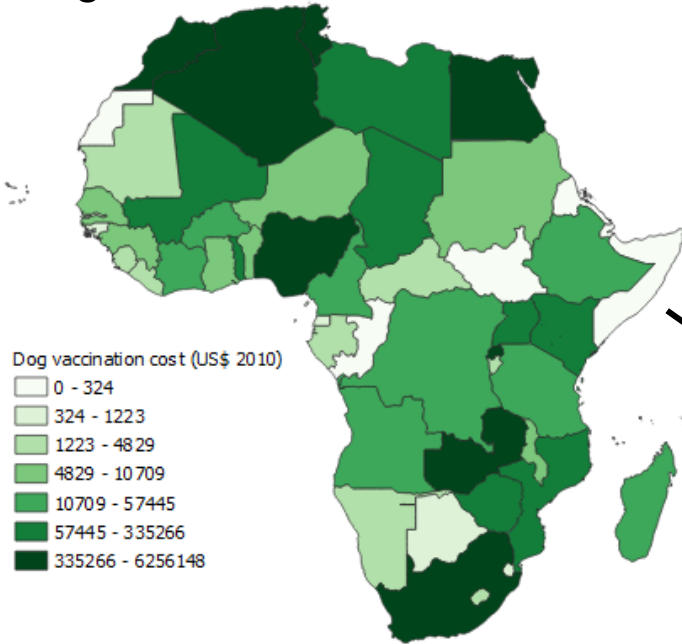 Dog vaccination cost (US$ 2010)
0 - 324
324 - 1223
1223 - 4829
4829 - 10709
10709 - 57445
57445 - 335266
335266 - 6256148